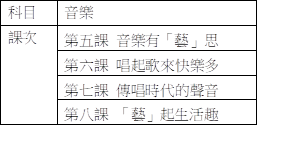 科目 音樂
課次 第五課 音樂有「藝」思
第六課 唱起歌來快樂多
第七課 傳唱時代的聲音
第八課 「藝」起生活趣